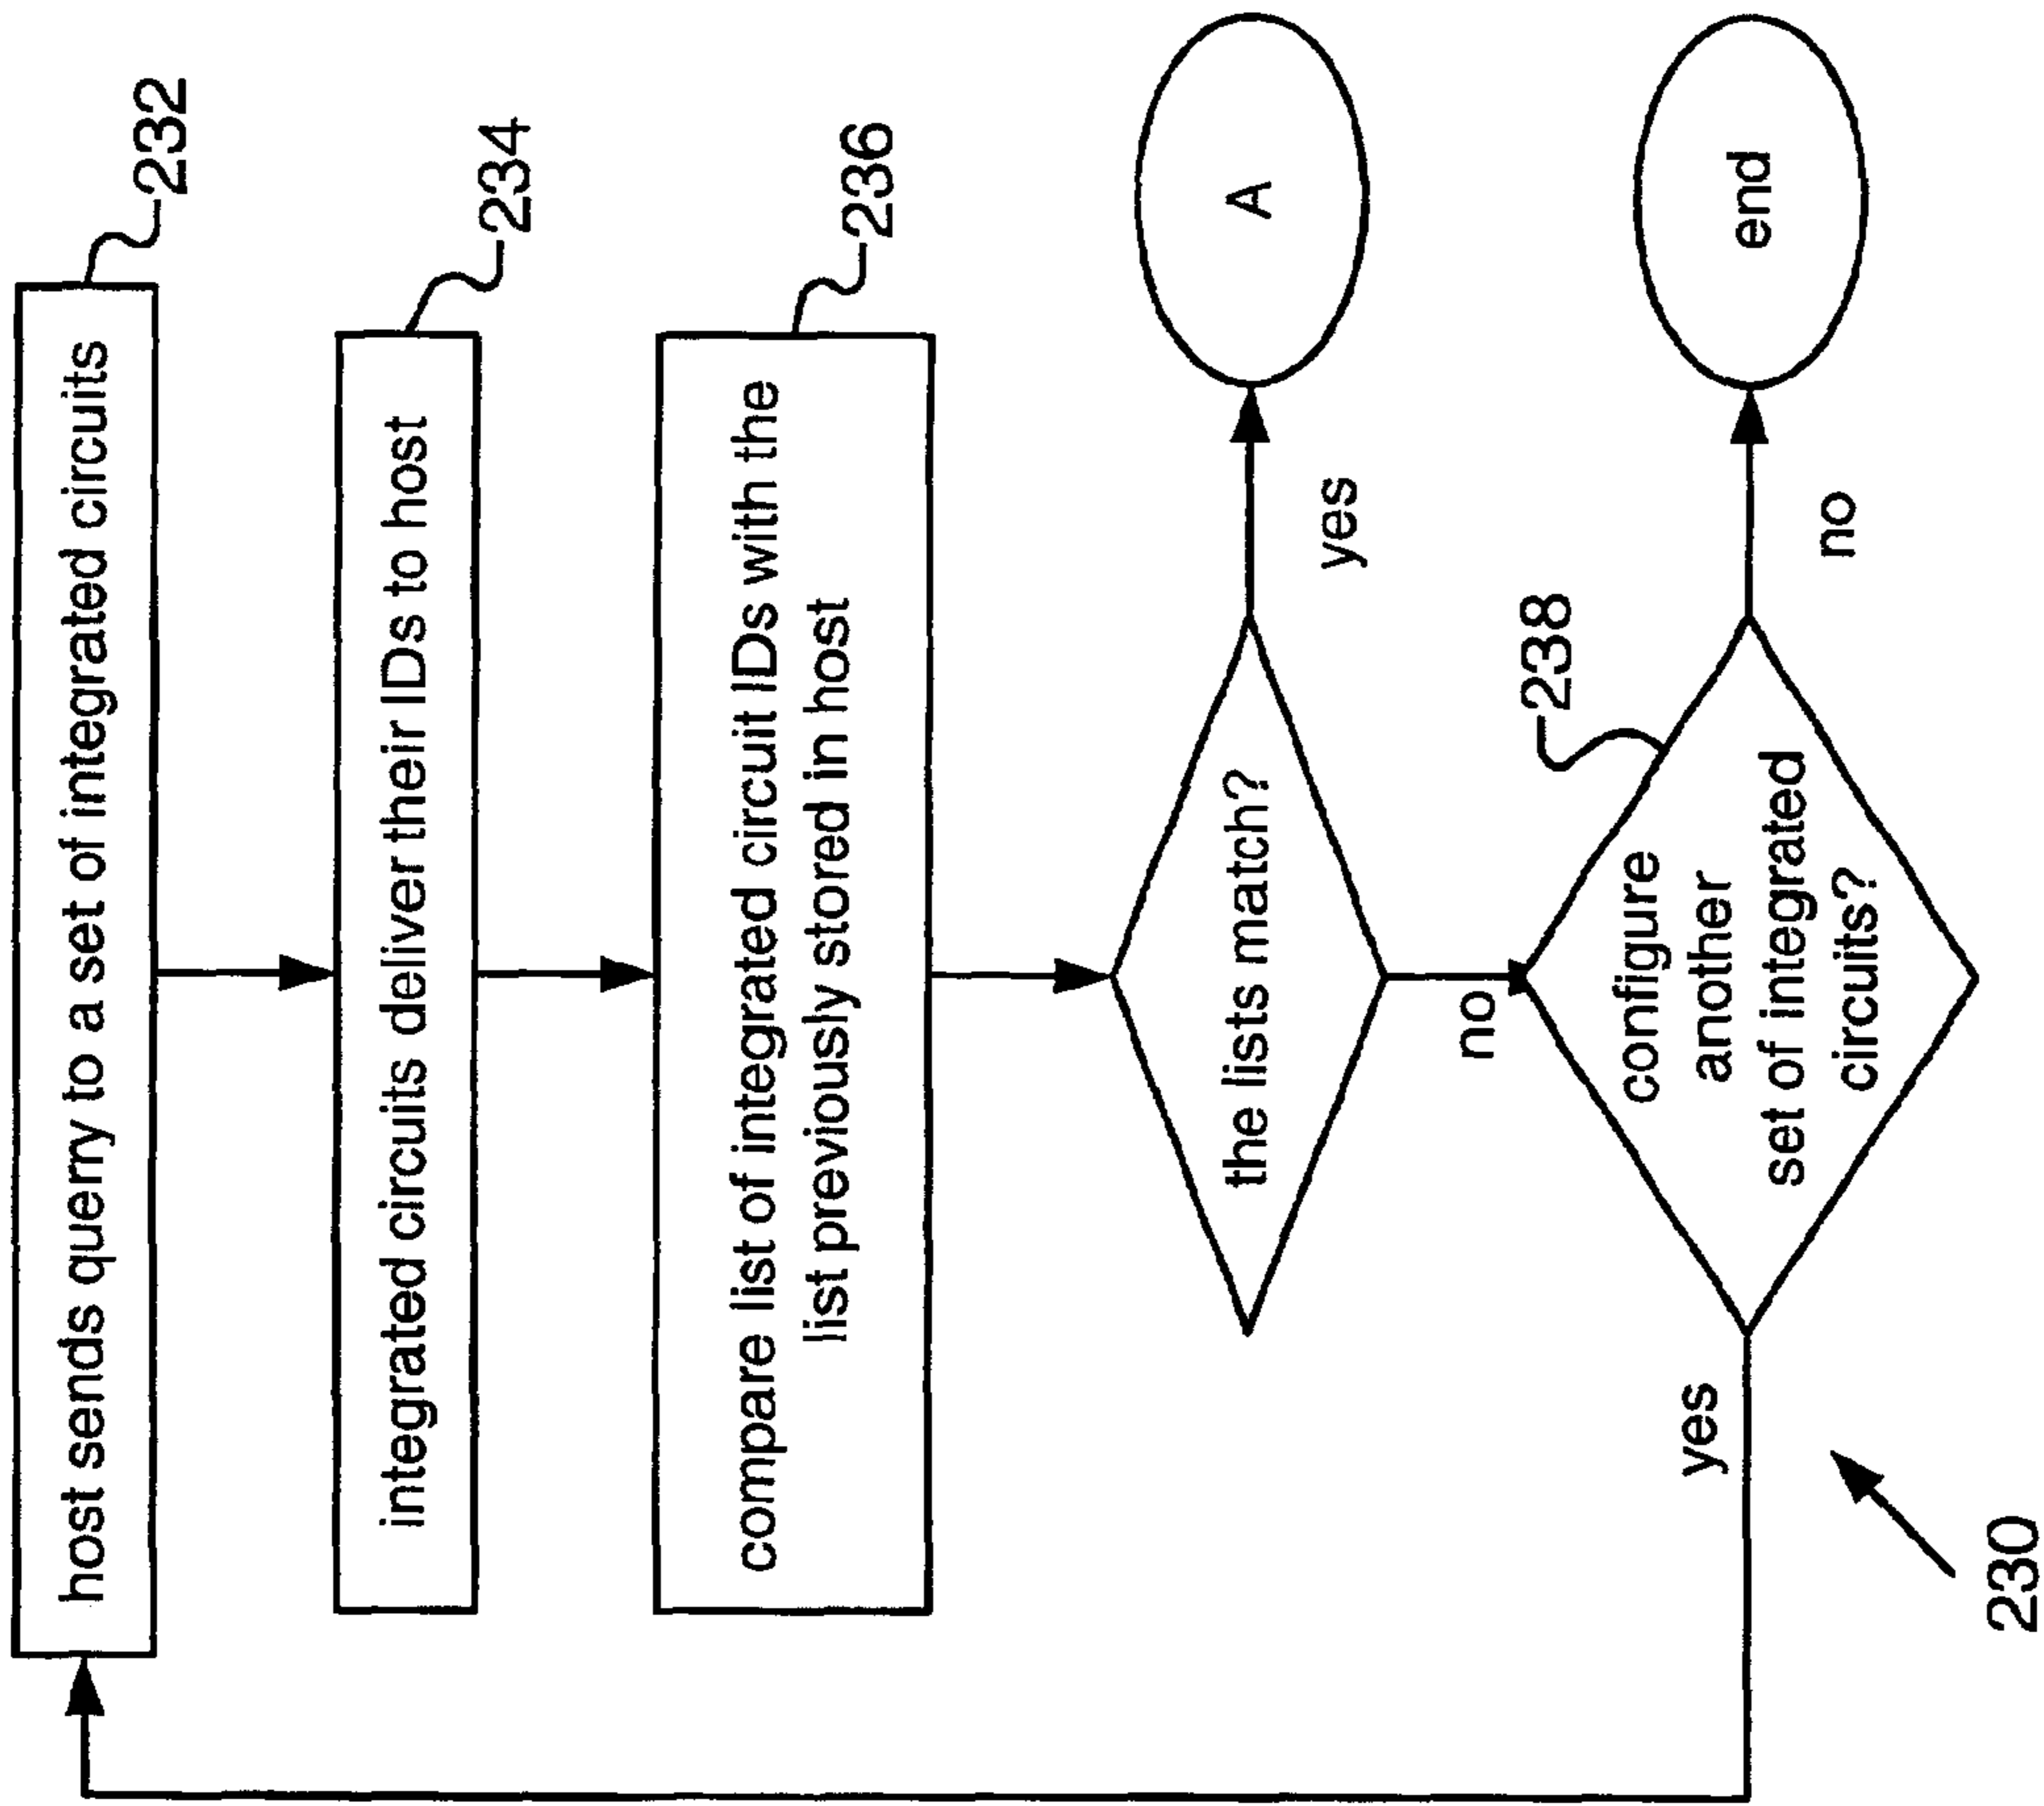 host sends querry to a set of integrated circuits
232
integrated circuits deliver their IDs to host
234
compare list of integrated circuit IDs with the
list previously stored in host
236
the lists match?
yes
A
no
238
configure
another
set of integrated
circuits?
no
end
yes
230